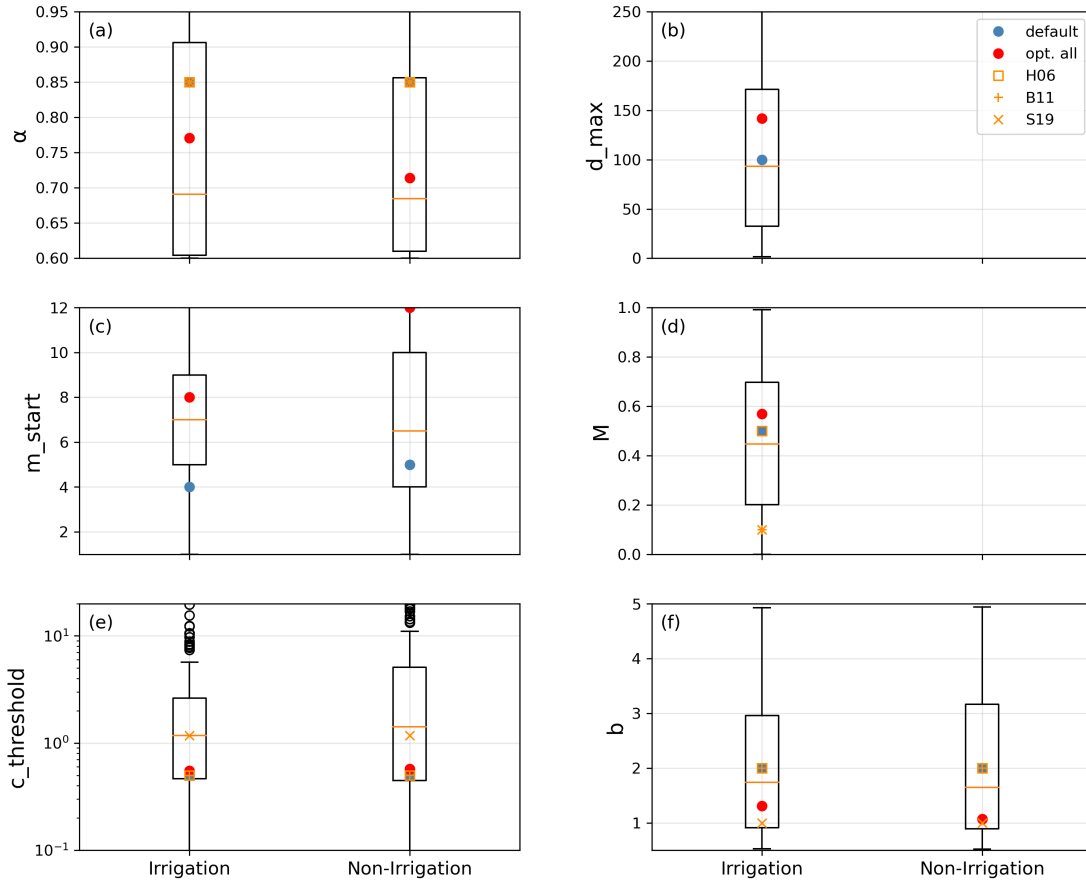 (a)
α
0.95
0.90
0.85
0.80
0.75
0.70
0.65
0.60
(b)
d_max
250
200
150
100
50
0
default
opt. all
H06
B11
S19
(c)
m_start
12
10
8
6
4
2
(d)
M
1.0
0.8
0.6
0.4
0.2
0.0
(e)
c_threshold
10¹
10⁰
10⁻¹
Irrigation
Non-Irrigation
(f)
b
5
4
3
2
1
Irrigation
Non-Irrigation